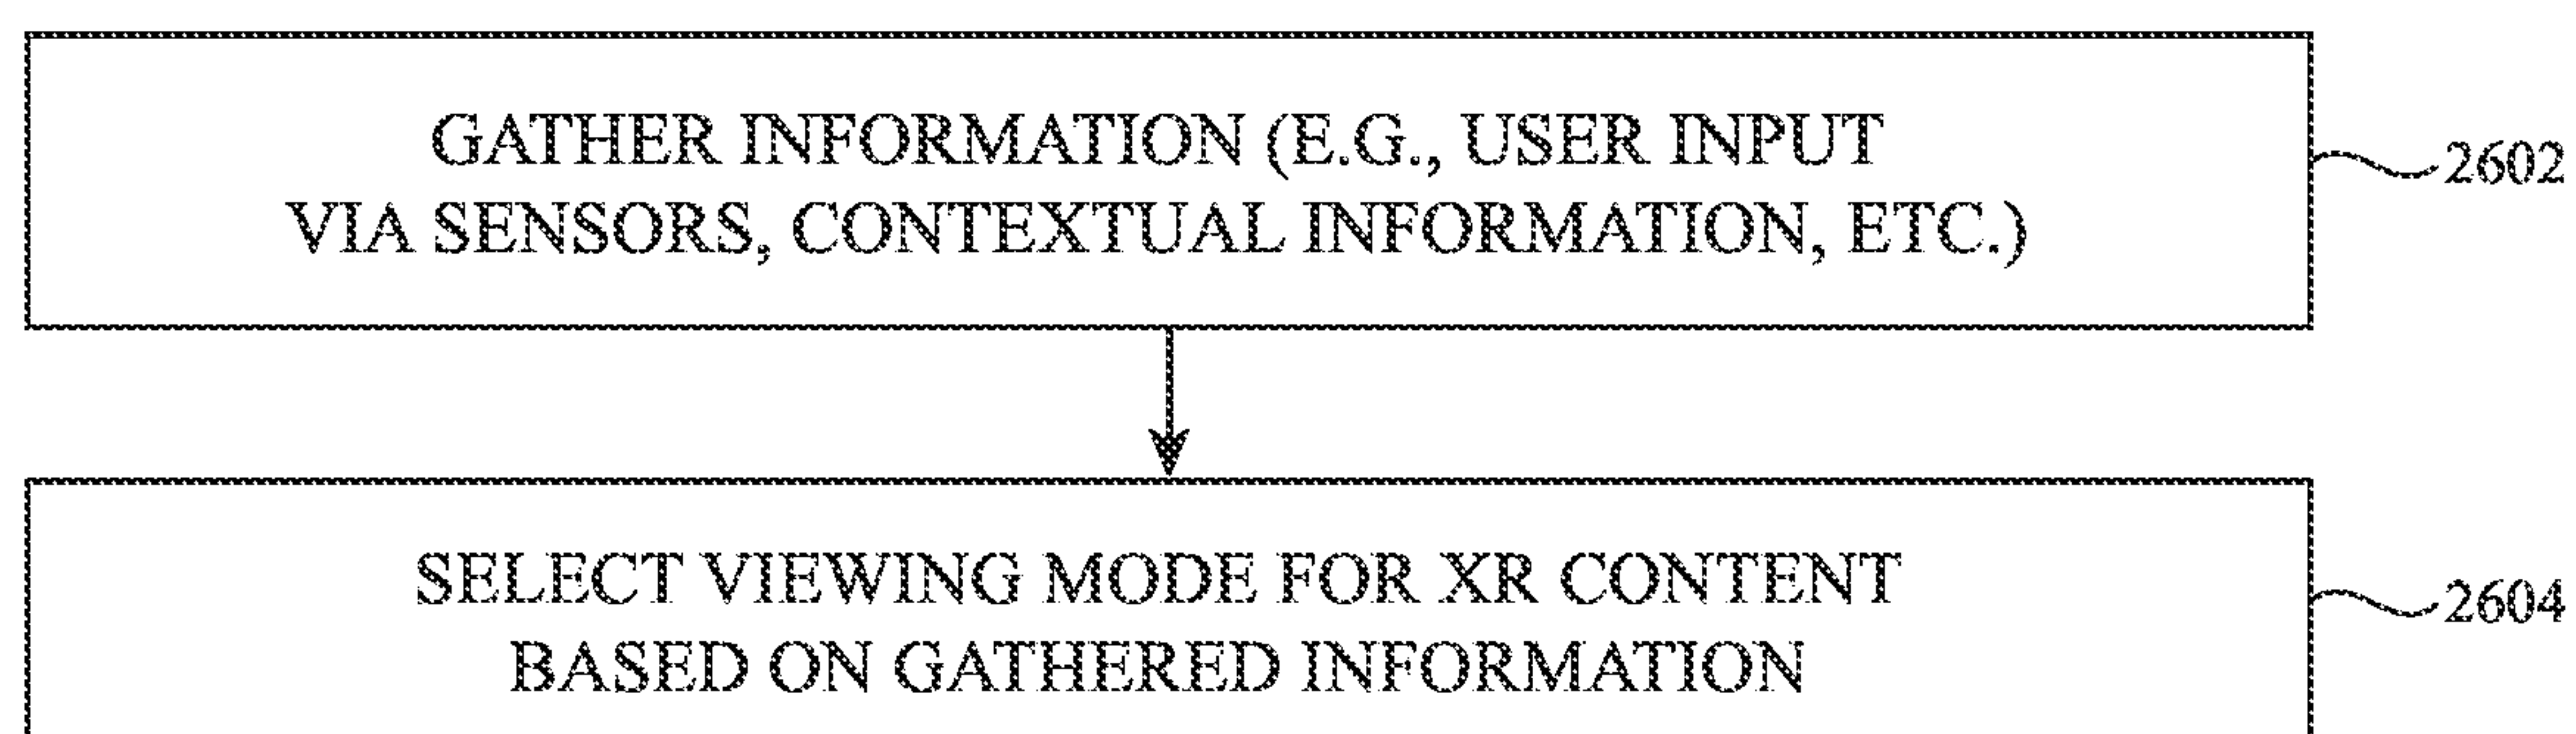 GATHER INFORMATION (E.G., USER INPUT
VIA SENSORS, CONTEXTUAL INFORMATION, ETC.)
2602
SELECT VIEWING MODE FOR XR CONTENT
BASED ON GATHERED INFORMATION
2604